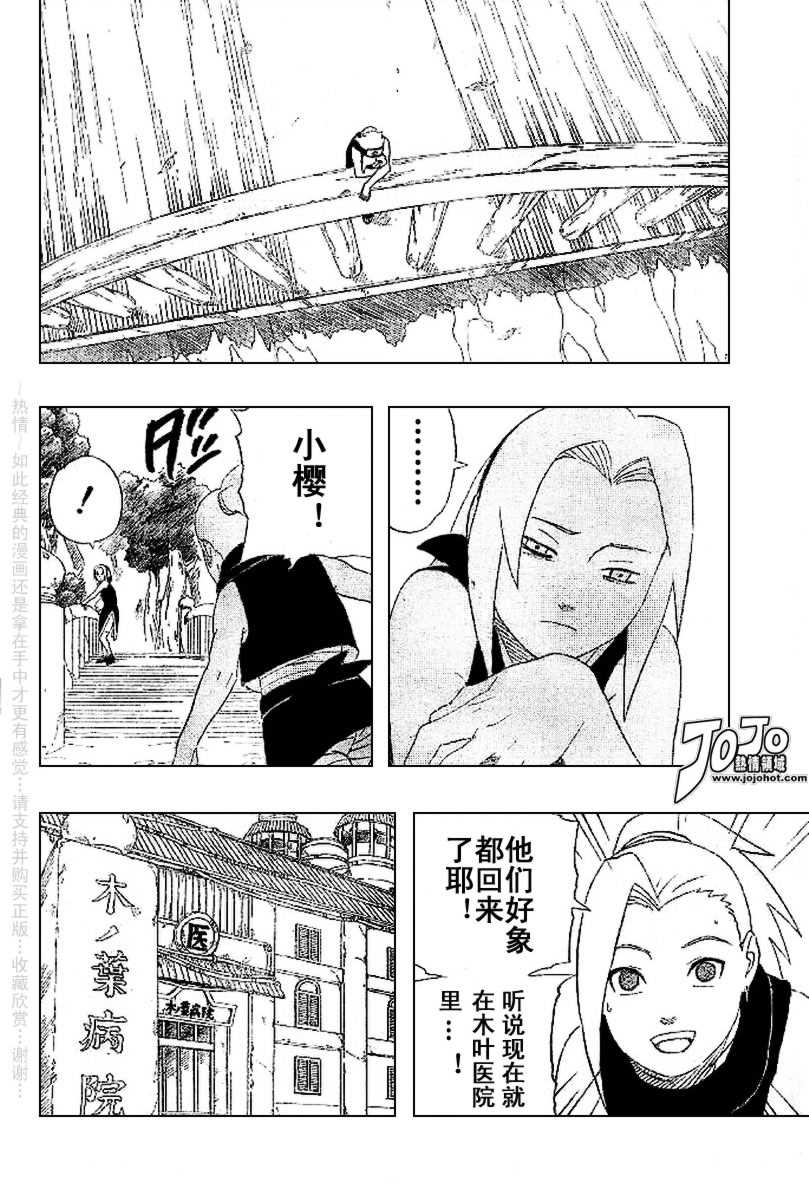 ………
小樱！
！
他们好象
都回来
了耶！
听说现在就
在木叶医院
里…！
木ノ葉病院
医
木ノ葉病院
JOJO
热情领域
www.jojohot.com
～热情～如此经典的漫画还是拿在手中才更有感觉…请支持并购买正版…收藏欣赏…谢谢…